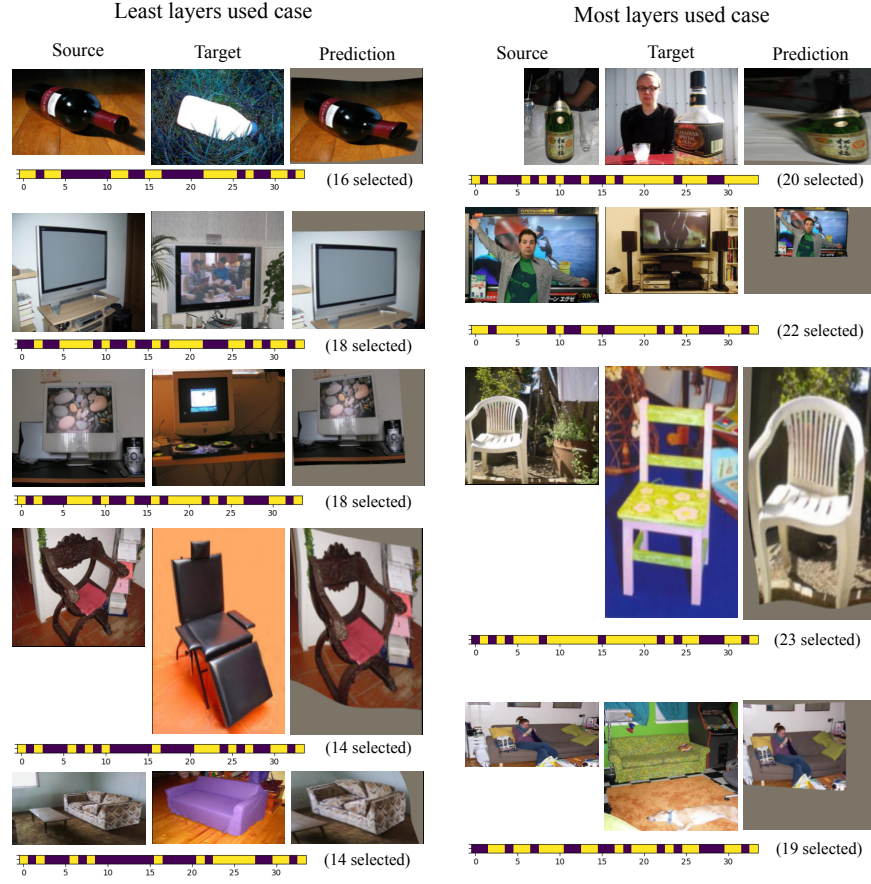 Least layers used case
Most layers used case
Source Target Prediction
Source Target Prediction
0 5 10 15 20 25 30
(16 selected)
0 5 10 15 20 25 30
(20 selected)
0 5 10 15 20 25 30
(18 selected)
0 5 10 15 20 25 30
(22 selected)
0 5 10 15 20 25 30
(18 selected)
0 5 10 15 20 25 30
(14 selected)
0 5 10 15 20 25 30
(23 selected)
0 5 10 15 20 25 30
(14 selected)
0 5 10 15 20 25 30
(19 selected)